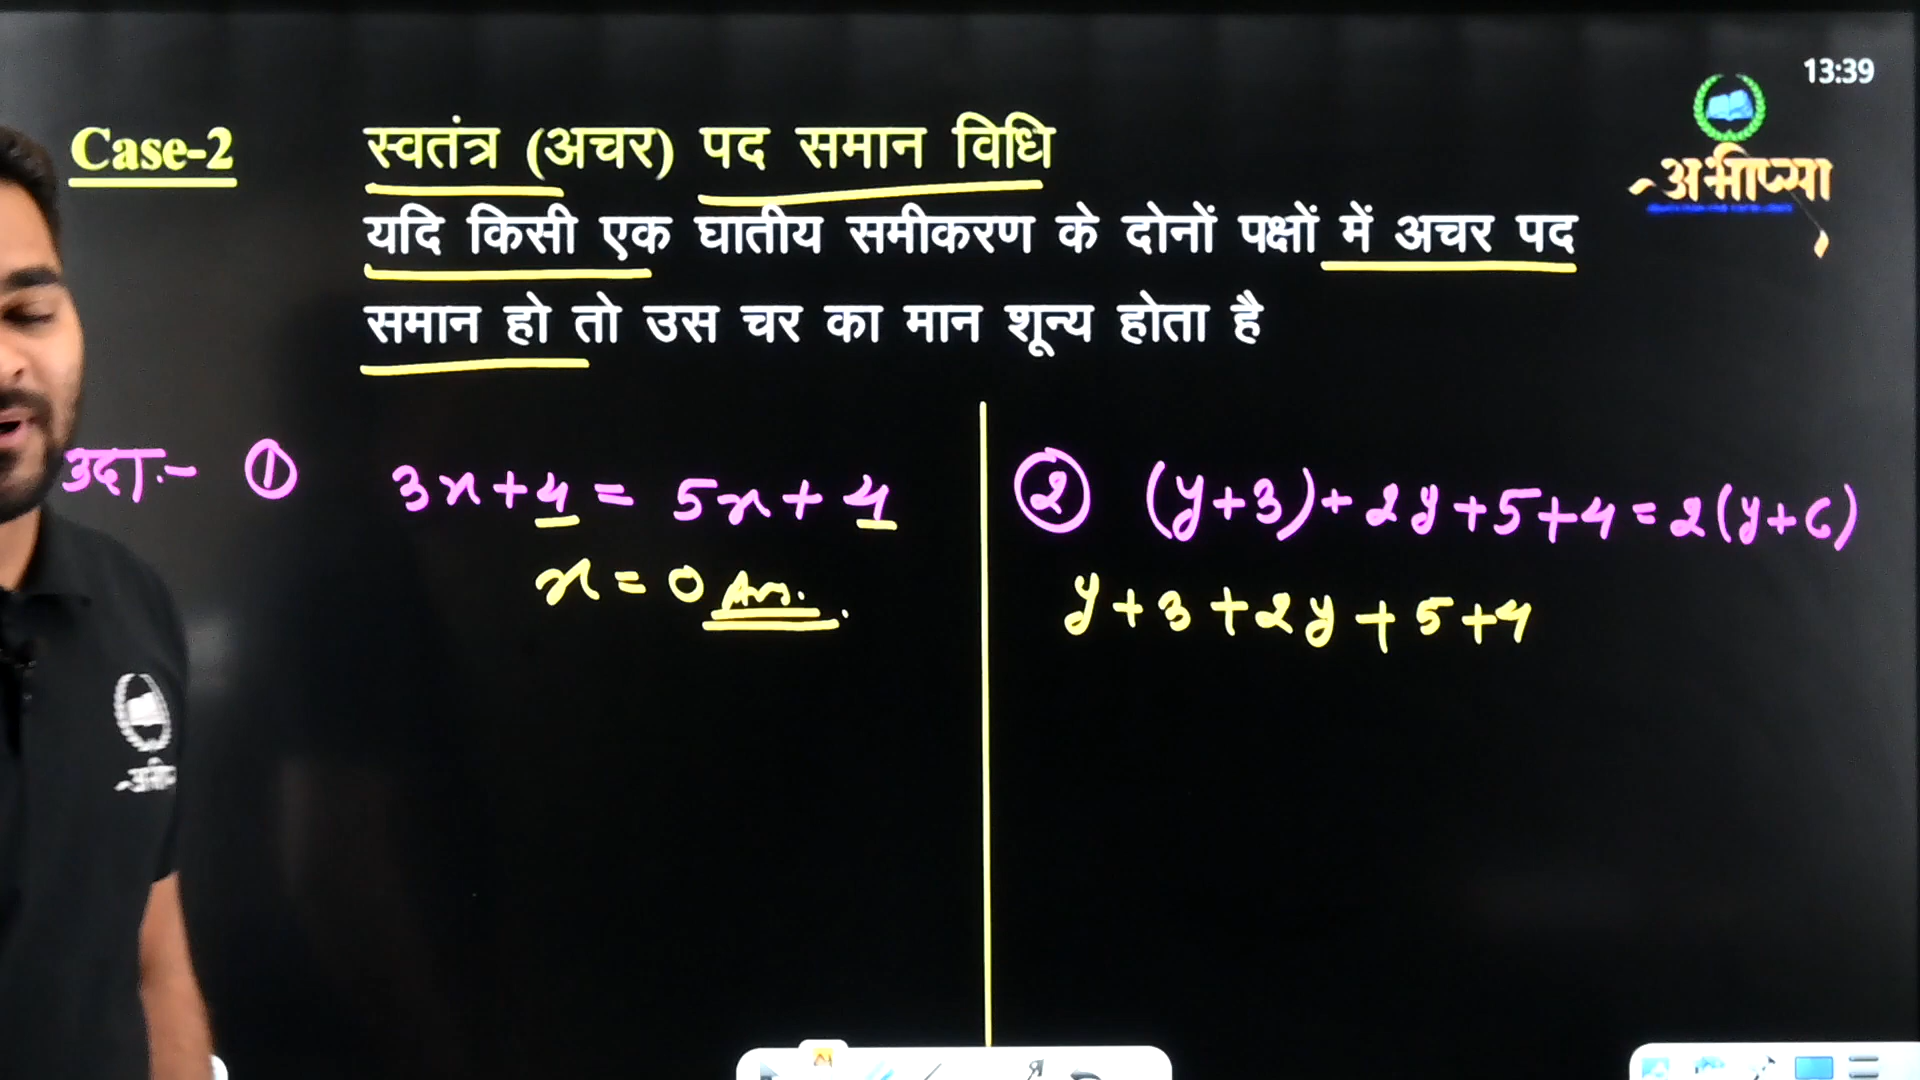 13:39
Case-2 स्वतंत्र (अचर) पद समान विधि
अभीप्सा
यदि किसी एक घातीय समीकरण के दोनों पक्षों में अचर पद
समान हो तो उस चर का मान शून्य होता है
उदा.:- ① 3x+4 = 5x+4
x = 0 Ans.
② (y+3)+2y+5+4=2(y+6)
y+3+2y+5+4